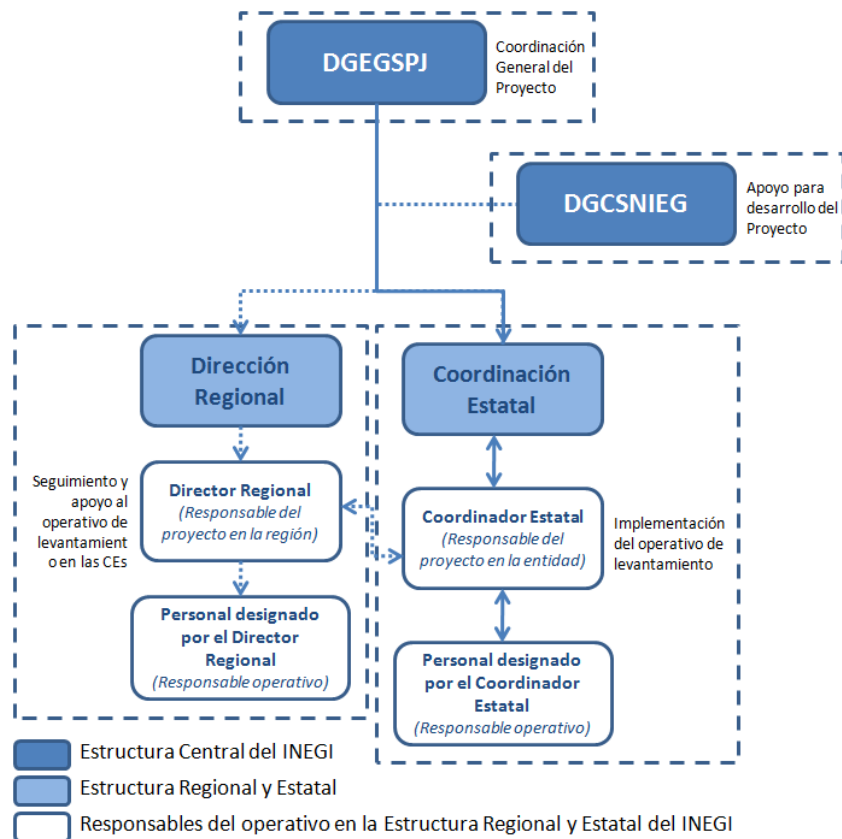 DGEGSPJ
Coordinación
General del
Proyecto
DGCSNIEG
Apoyo para
desarrollo del
Proyecto
Dirección
Regional
Seguimiento y
apoyo al
operativo de
levantamient
o en las CEs
Director Regional
(Responsable del
proyecto en la región)
Personal designado
por el Director
Regional
(Responsable operativo)
Coordinación
Estatal
Coordinador Estatal
(Responsable del
proyecto en la entidad)
Implementación
del operativo de
levantamiento
Personal designado
por el Coordinador
Estatal
(Responsable operativo)
Estructura Central del INEGI
Estructura Regional y Estatal
Responsables del operativo en la Estructura Regional y Estatal del INEGI